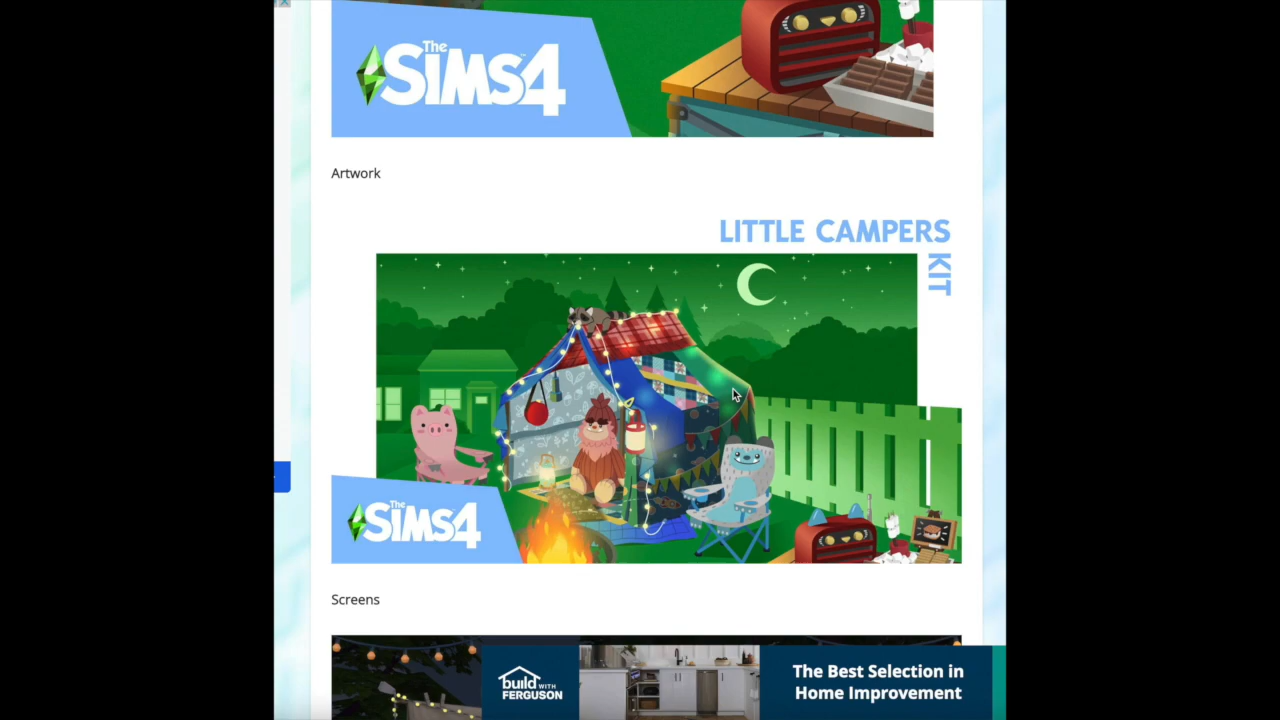 The
SIMS4
Artwork
LITTLE CAMPERS
KIT
The
SIMS4
Screens
build WITH
FERGUSON
The Best Selection in
Home Improvement